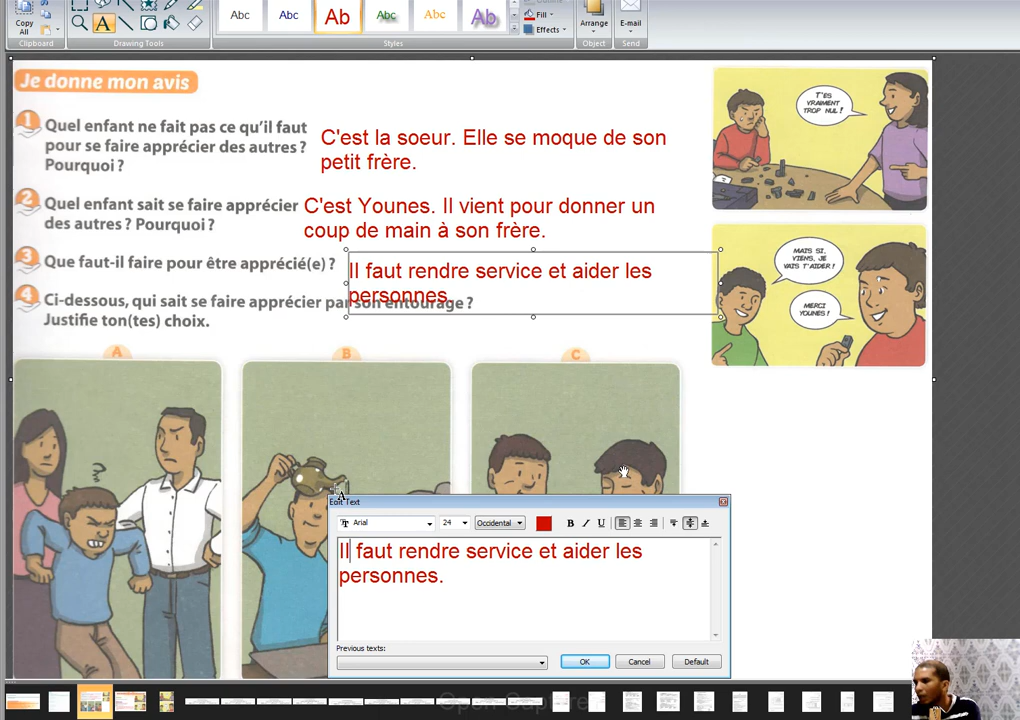 Copy
All
Clipboard
Drawing Tools
Abc
Abc
Ab
Abc
Abc
Ab
Styles
Fill
Effects
Arrange
Object
E-mail
Send
Je donne mon avis
1 Quel enfant ne fait pas ce qu'il faut
pour se faire apprécier des autres ?
Pourquoi ?
C'est la soeur. Elle se moque de son
petit frère.
2 Quel enfant sait se faire apprécier
des autres ? Pourquoi ?
C'est Younes. Il vient pour donner un
coup de main à son frère.
3 Que faut-il faire pour être apprécié(e) ?
Il faut rendre service et aider les
personnes.
4 Ci-dessous, qui sait se faire apprécier par son entourage ?
Justifie ton(tes) choix.
T'ES
VRAIMENT
TROP NUL !
MAIS SI,
VIENS, JE
VAIS T'AIDER !
MERCI
YOUNÈS !
A
B
C
Edit Text
Arial
24
Occidental
B I U
Il faut rendre service et aider les
personnes.
Previous texts:
OK
Cancel
Default